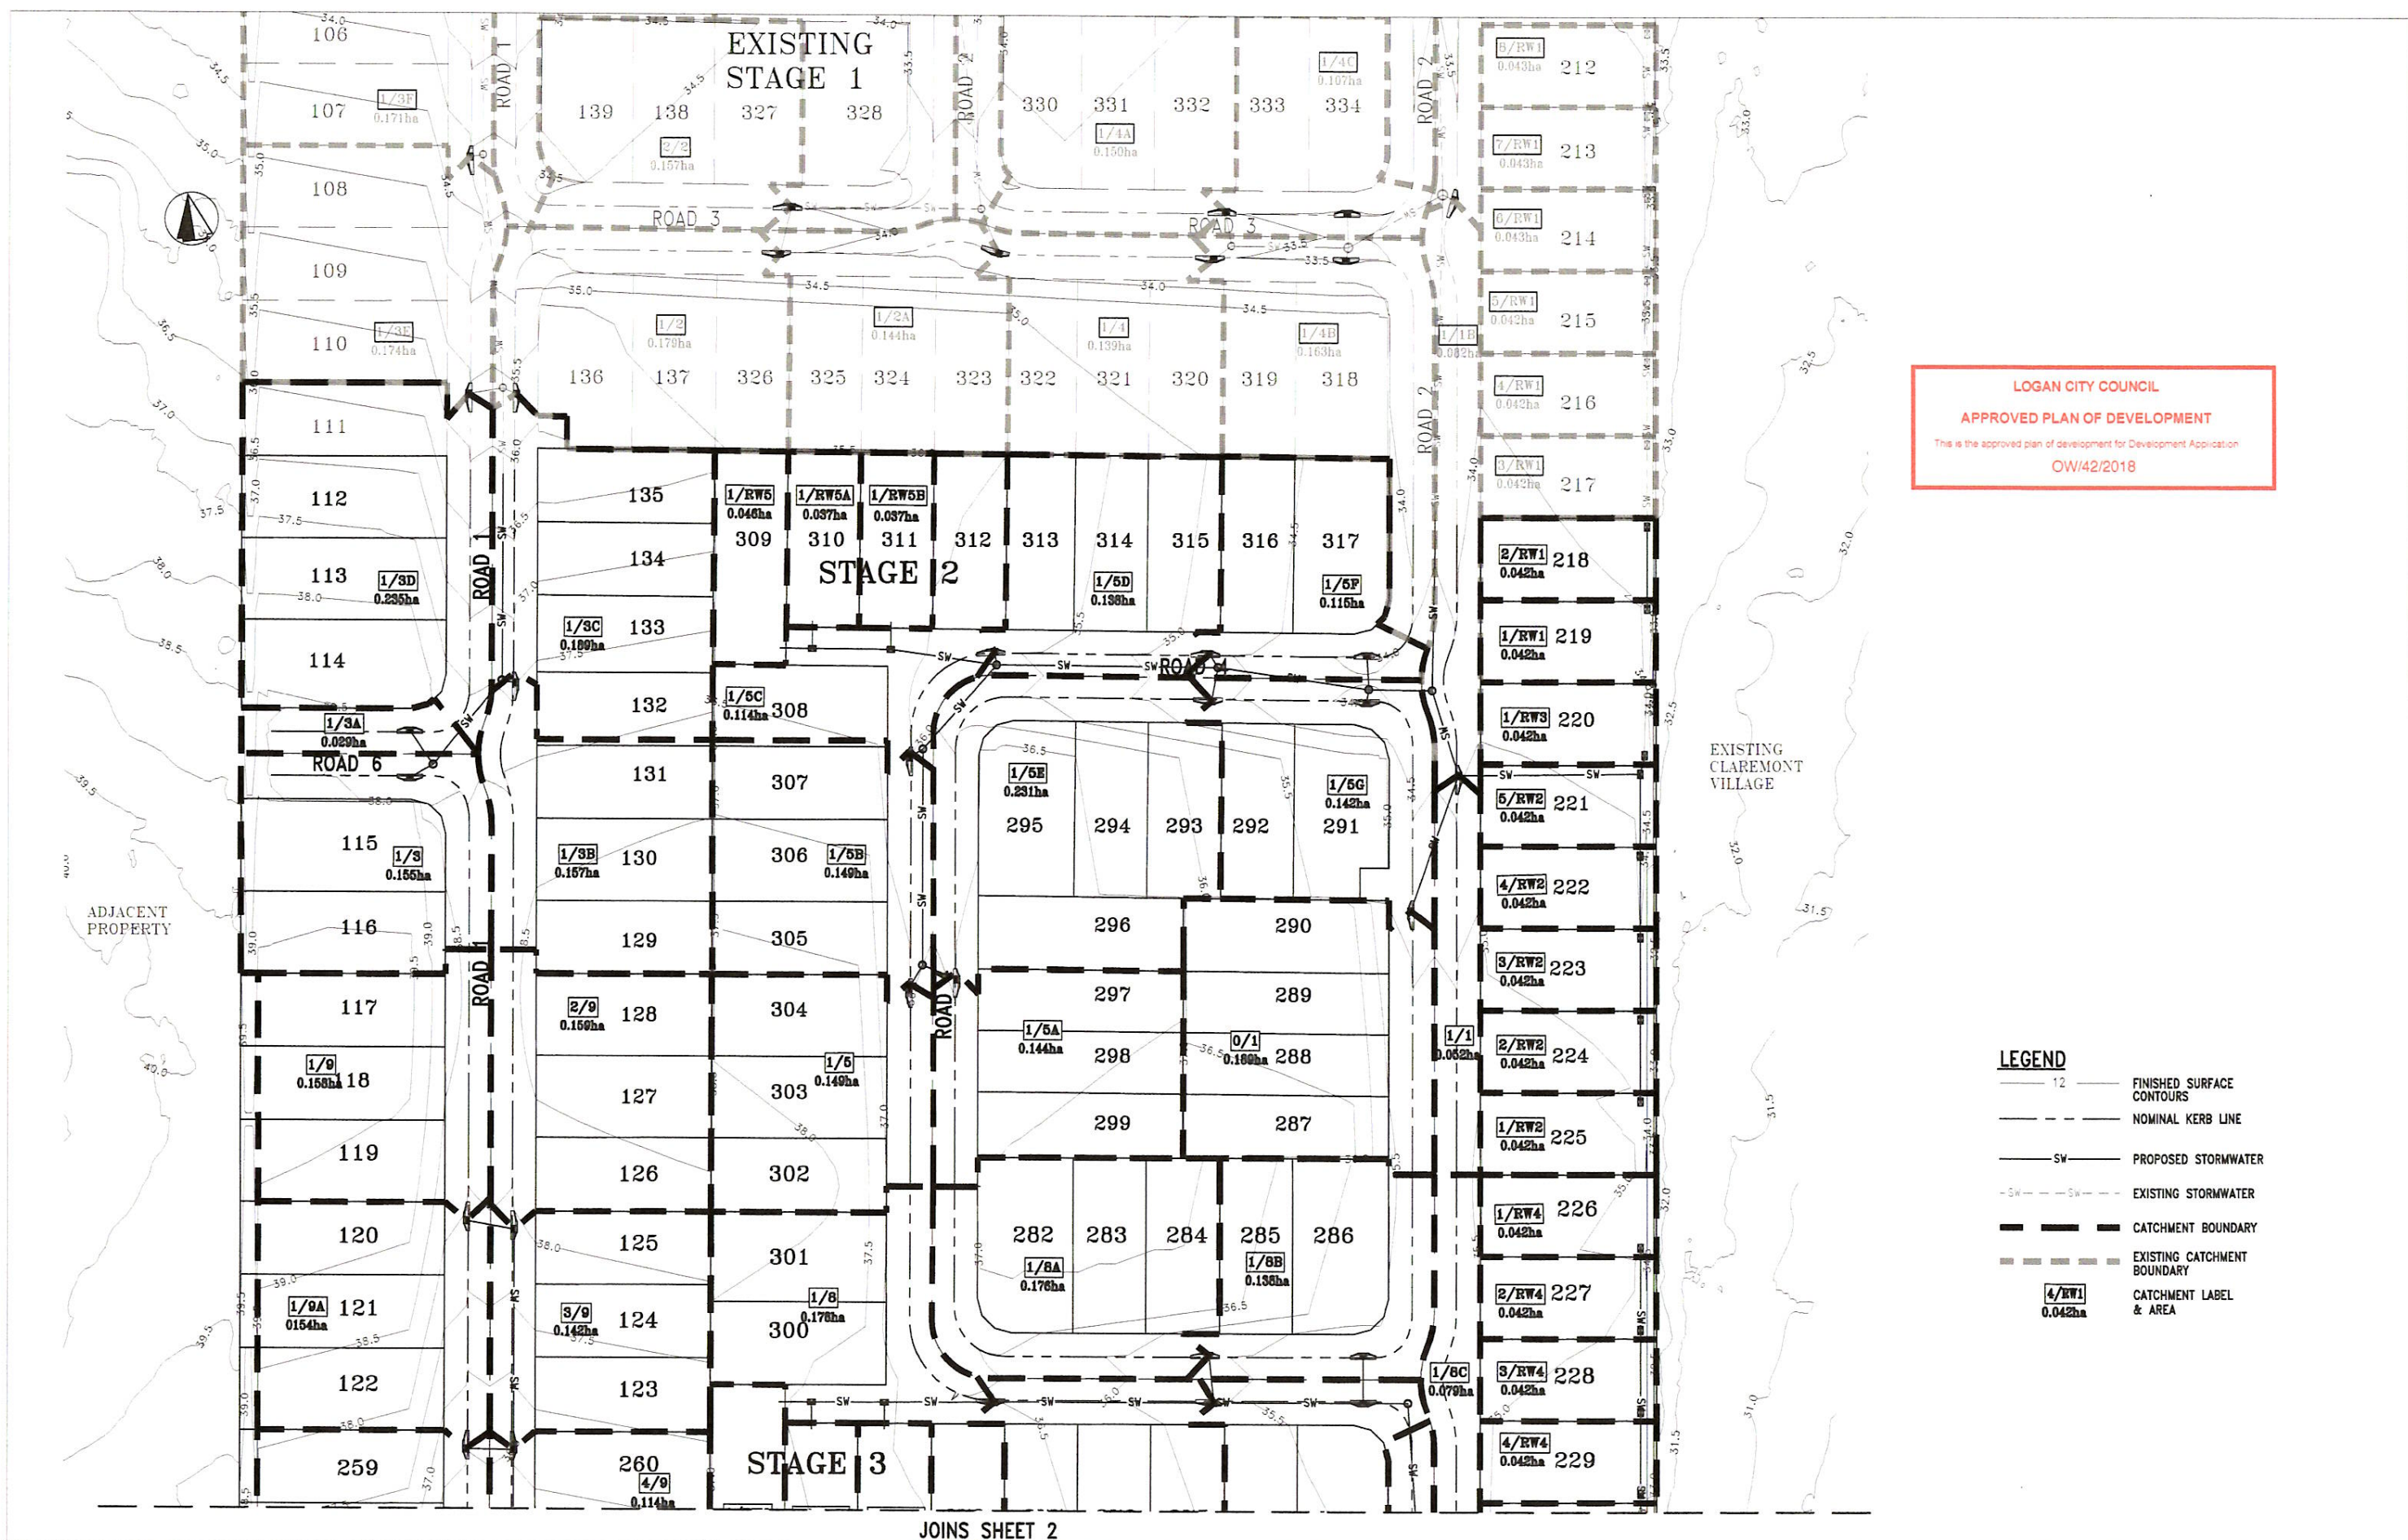 EXISTING
STAGE 1
106
107
1/3F
0.171ha
108
109
110
1/3E
0.174ha
139
138
327
328
2/2
0.157ha
330
331
332
333
334
1/4A
0.150ha
1/4C
0.107ha
ROAD 1
ROAD 2
ROAD 2
ROAD 3
ROAD 3
8/RW1
0.043ha
212
7/RW1
0.043ha
213
6/RW1
0.043ha
214
5/RW1
0.042ha
215
4/RW1
0.042ha
216
3/RW1
0.042ha
217
1/2
0.179ha
1/2A
0.144ha
1/4
0.139ha
1/4B
0.163ha
1/1B
0.082ha
136
137
326
325
324
323
322
321
320
319
318
ROAD 2
LOGAN CITY COUNCIL
APPROVED PLAN OF DEVELOPMENT
This is the approved plan of development for Development Application
OW/42/2018
111
112
113
1/3D
0.235ha
114
ROAD 1
135
134
1/3C
0.189ha
133
132
1/RW5
0.046ha
309
1/RW5A
0.037ha
310
1/RW5B
0.037ha
311
312
313
314
315
316
317
STAGE 2
1/5D
0.138ha
1/5F
0.115ha
2/RW1
0.042ha
218
1/RW1
0.042ha
219
1/RW3
0.042ha
220
5/RW2
0.042ha
221
4/RW2
0.042ha
222
3/RW2
0.042ha
223
2/RW2
0.042ha
224
1/RW2
0.042ha
225
1/RW4
0.042ha
226
2/RW4
0.042ha
227
3/RW4
0.042ha
228
4/RW4
0.042ha
229
ROAD 4
1/3A
0.029ha
ROAD 6
1/5C
0.114ha
308
131
307
115
1/3
0.155ha
1/3B
0.157ha
130
306
1/5B
0.149ha
116
129
305
1/5E
0.231ha
295
294
293
292
1/5G
0.142ha
291
EXISTING
CLAREMONT
VILLAGE
ADJACENT
PROPERTY
ROAD 1
117
2/9
0.159ha
128
304
ROAD
296
290
297
289
1/9
0.158ha
118
127
303
1/5
0.149ha
1/5A
0.144ha
298
0/1
0.189ha
288
1/1
0.052ha
119
126
302
299
287
120
125
301
282
283
284
285
286
1/8A
0.176ha
1/8B
0.138ha
1/9A
0154ha
121
3/9
0.142ha
124
1/8
0.178ha
300
122
123
1/8C
0.079ha
259
260
4/9
0.114ha
STAGE 3
JOINS SHEET 2
LEGEND
12
FINISHED SURFACE
CONTOURS
NOMINAL KERB LINE
SW
PROPOSED STORMWATER
SW SW
EXISTING STORMWATER
CATCHMENT BOUNDARY
EXISTING CATCHMENT
BOUNDARY
4/RW1
0.042ha
CATCHMENT LABEL
& AREA